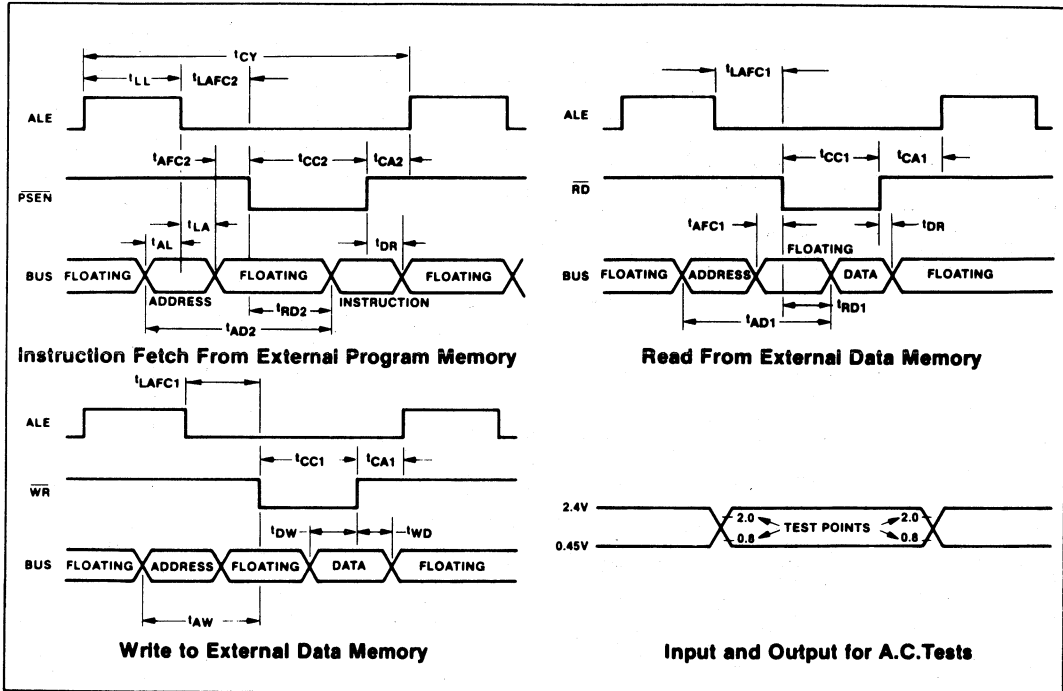 tCY
tLL
tLAFC2
ALE
tAFC2
tCC2
tCA2
PSEN
tLA
tAL
tDR
BUS
FLOATING
FLOATING
FLOATING
ADDRESS
INSTRUCTION
tRD2
tAD2
Instruction Fetch From External Program Memory
tLAFC1
ALE
tCC1
tCA1
RD
tAFC1
FLOATING
tDR
BUS
FLOATING
ADDRESS
DATA
FLOATING
tRD1
tAD1
Read From External Data Memory
tLAFC1
ALE
tCC1
tCA1
WR
tDW
tWD
BUS
FLOATING
ADDRESS
FLOATING
DATA
FLOATING
tAW
Write to External Data Memory
2.4V
2.0
TEST POINTS
2.0
0.8
0.8
0.45V
Input and Output for A.C.Tests